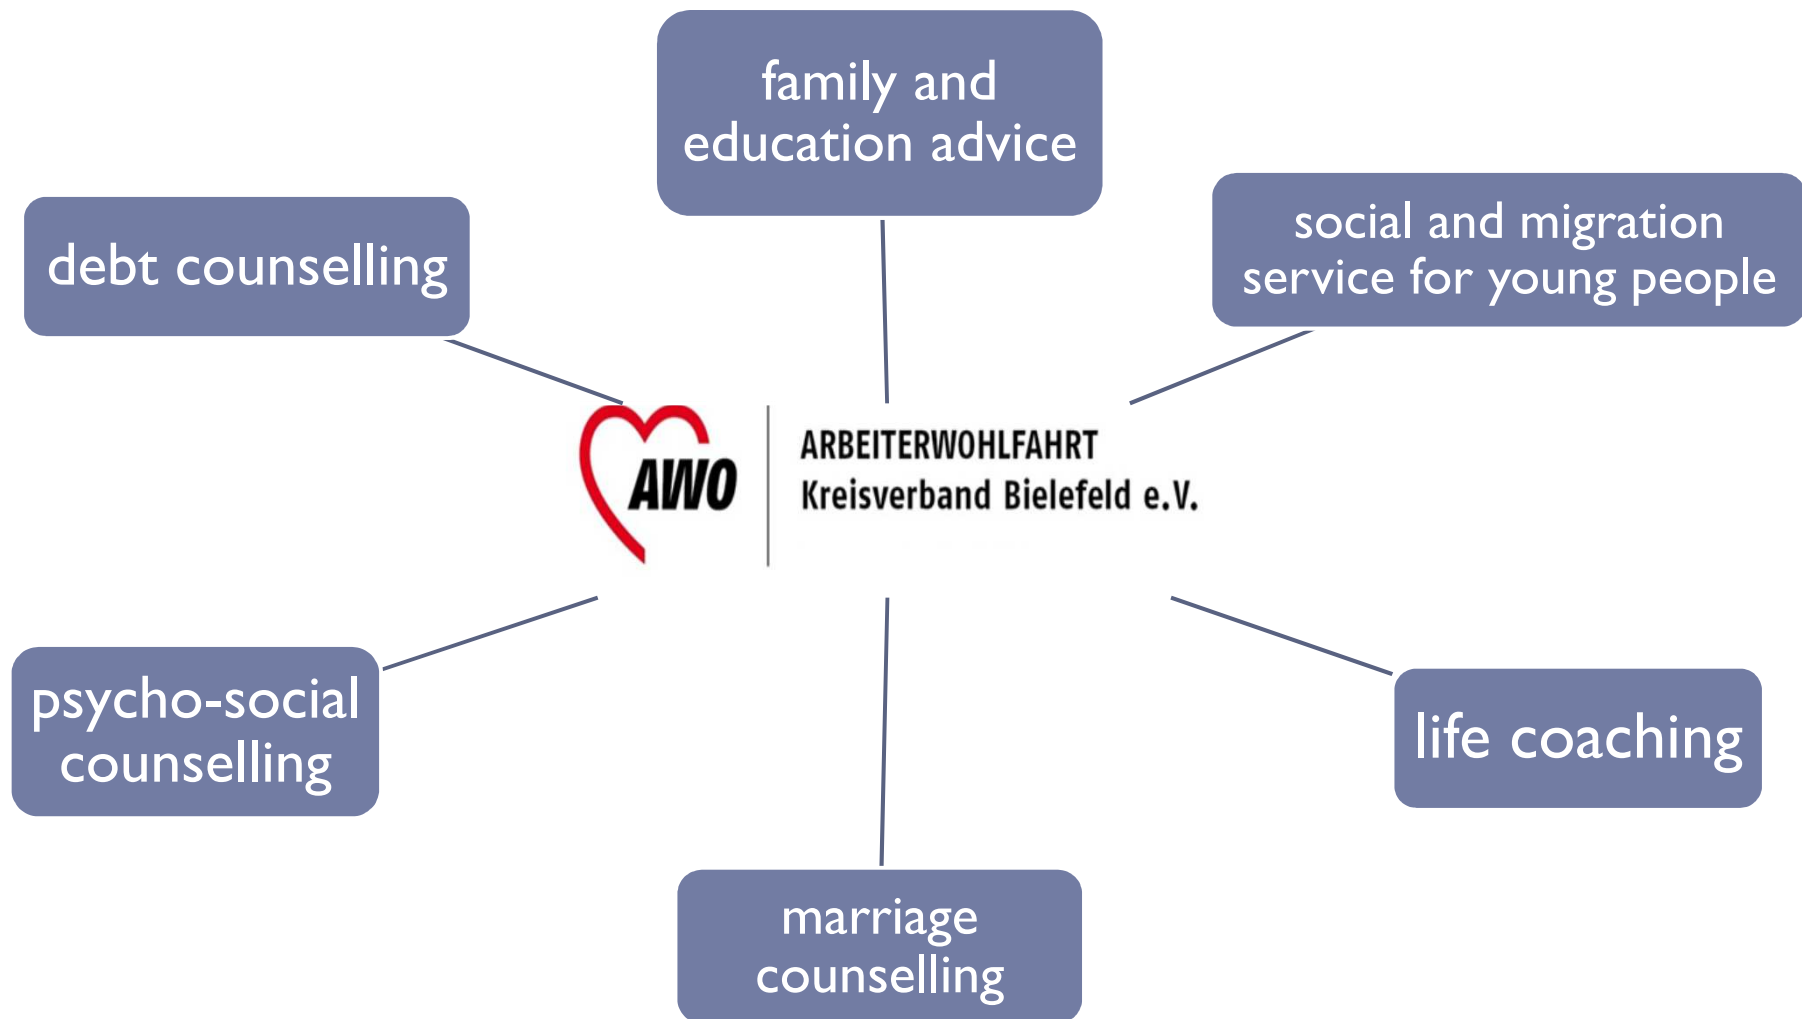 family and
education advice
debt counselling
social and migration
service for young people
AWO
ARBEITERWOHLFAHRT
Kreisverband Bielefeld e.V.
psycho-social
counselling
life coaching
marriage
counselling